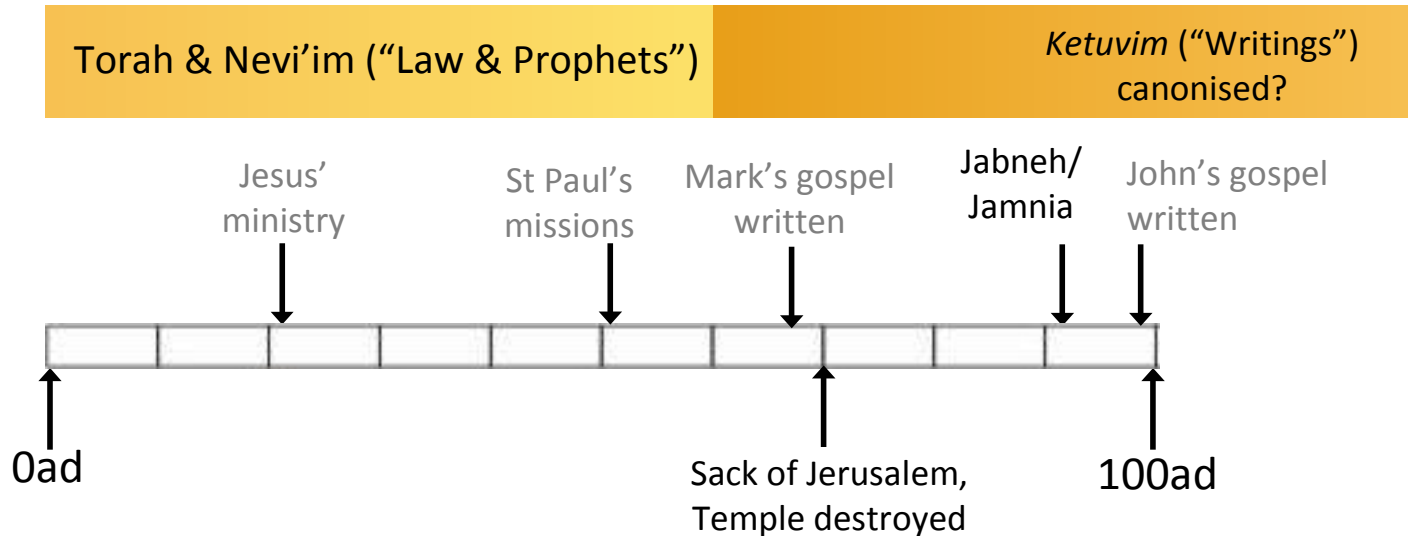 Torah & Nevi’im (“Law & Prophets”)
Ketuvim (“Writings”)
canonised?
Jesus’
ministry
St Paul’s
missions
Mark’s gospel
written
Jabneh/
Jamnia
John’s gospel
written
0ad
Sack of Jerusalem,
Temple destroyed
100ad